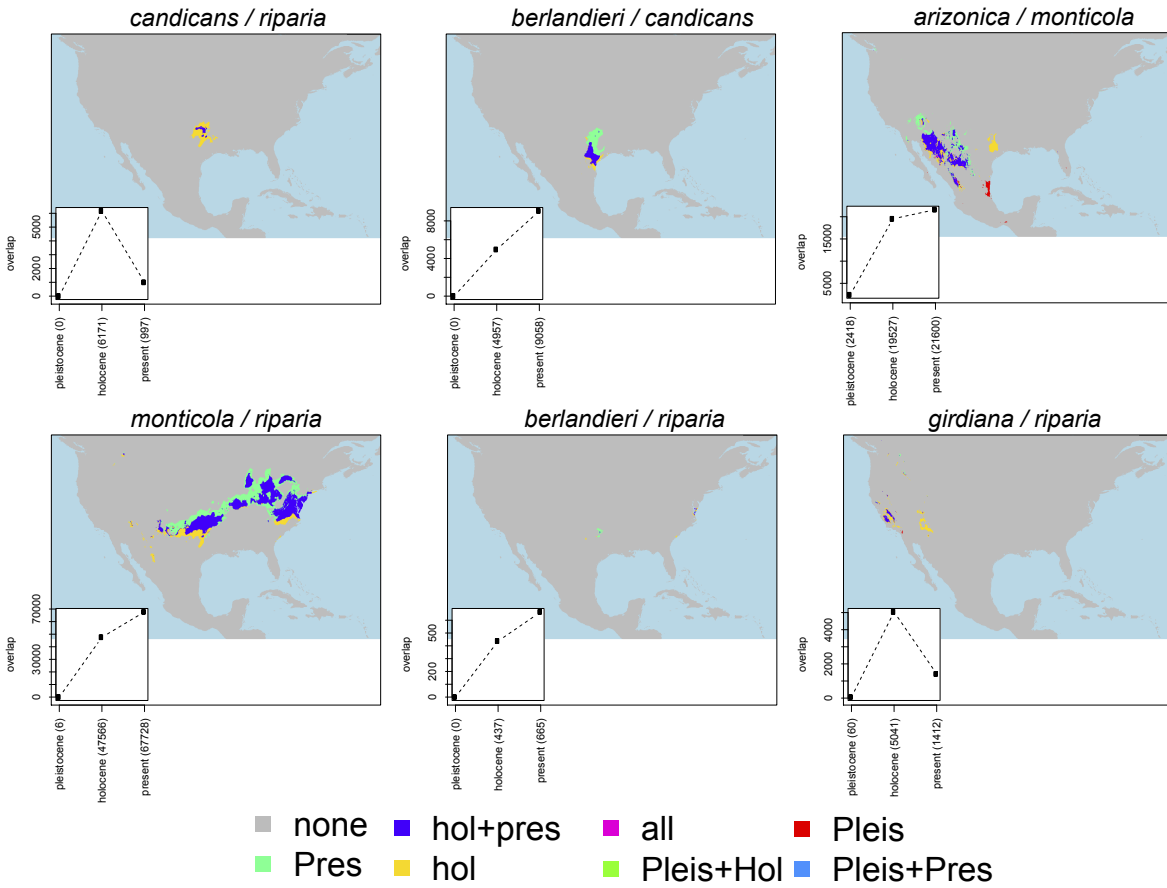 candicans / riparia
berlandieri / candicans
arizonica / monticola
overlap
0 2000 6000
pleistocene (0)
holocene (6171)
present (997)
overlap
0 4000 8000
pleistocene (0)
holocene (4957)
present (9058)
overlap
5000 15000
pleistocene (2418)
holocene (19527)
present (21600)
monticola / riparia
berlandieri / riparia
girdiana / riparia
overlap
0 30000 70000
pleistocene (6)
holocene (47566)
present (67728)
overlap
0 200 500
pleistocene (0)
holocene (437)
present (665)
overlap
0 2000 4000
pleistocene (60)
holocene (5041)
present (1412)
none
hol+pres
all
Pleis
Pres
hol
Pleis+Hol
Pleis+Pres